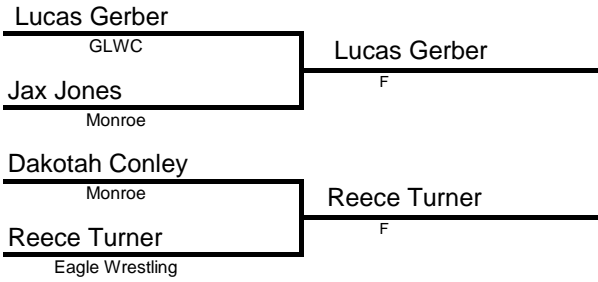 Lucas Gerber
GLWC
Lucas Gerber
F
Jax Jones
Monroe
Dakotah Conley
Monroe
Reece Turner
F
Reece Turner
Eagle Wrestling